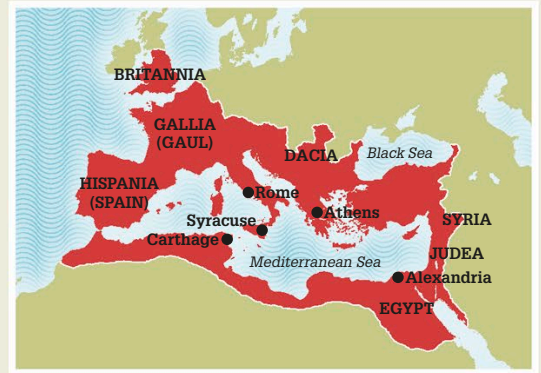 BRITANNIA
GALLIA
(GAUL)
DACIA
Black Sea
HISPANIA
(SPAIN)
Rome
Athens
Syracuse
SYRIA
Carthage
JUDEA
Mediterranean Sea
Alexandria
EGYPT